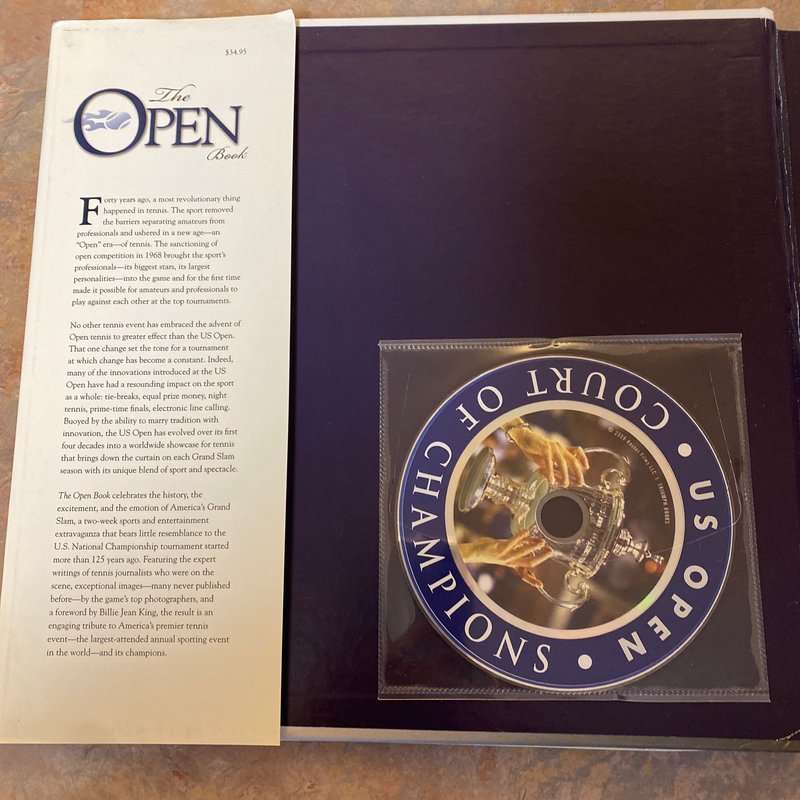 $34.95
The
OPEN
Book
Forty years ago, a most revolutionary thing
happened in tennis. The sport removed
the barriers separating amateurs from
professionals and ushered in a new age—an
"Open" era—of tennis. The sanctioning of
open competition in 1968 brought the sport's
professionals—its biggest stars, its largest
personalities—into the game and for the first time
made it possible for amateurs and professionals to
play against each other at the top tournaments.
No other tennis event has embraced the advent of
Open tennis to greater effect than the US Open.
That one change set the tone for a tournament
at which change has become a constant. Indeed,
many of the innovations introduced at the US
Open have had a resounding impact on the sport
as a whole: tie-breaks, equal prize money, night
tennis, prime-time finals, electronic line calling.
Buoyed by the ability to marry tradition with
innovation, the US Open has evolved over its first
four decades into a worldwide showcase for tennis
that brings down the curtain on each Grand Slam
season with its unique blend of sport and spectacle.
The Open Book celebrates the history, the
excitement, and the emotion of America's Grand
Slam, a two-week sports and entertainment
extravaganza that bears little resemblance to the
U.S. National Championship tournament started
more than 125 years ago. Featuring the expert
writings of tennis journalists who were on the
scene, exceptional images—many never published
before—by the game's top photographers, and
a foreword by Billie Jean King, the result is an
engaging tribute to America's premier tennis
event—the largest-attended annual sporting event
in the world—and its champions.
US OPEN • COURT OF CHAMPIONS •
© 2008 Films LLC / TRIUMPH BOOKS